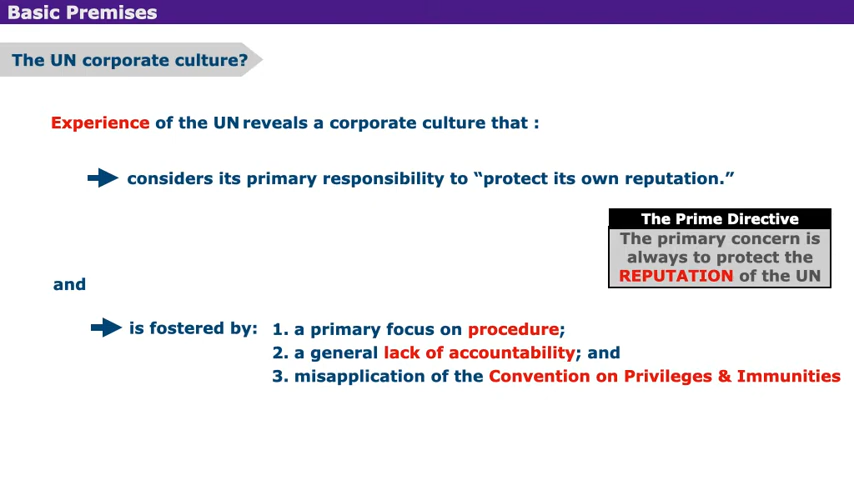 Basic Premises
The UN corporate culture?
Experience of the UN reveals a corporate culture that :
considers its primary responsibility to “protect its own reputation.”
The Prime Directive
The primary concern is
always to protect the
REPUTATION of the UN
and
is fostered by:
1. a primary focus on procedure;
2. a general lack of accountability; and
3. misapplication of the Convention on Privileges & Immunities